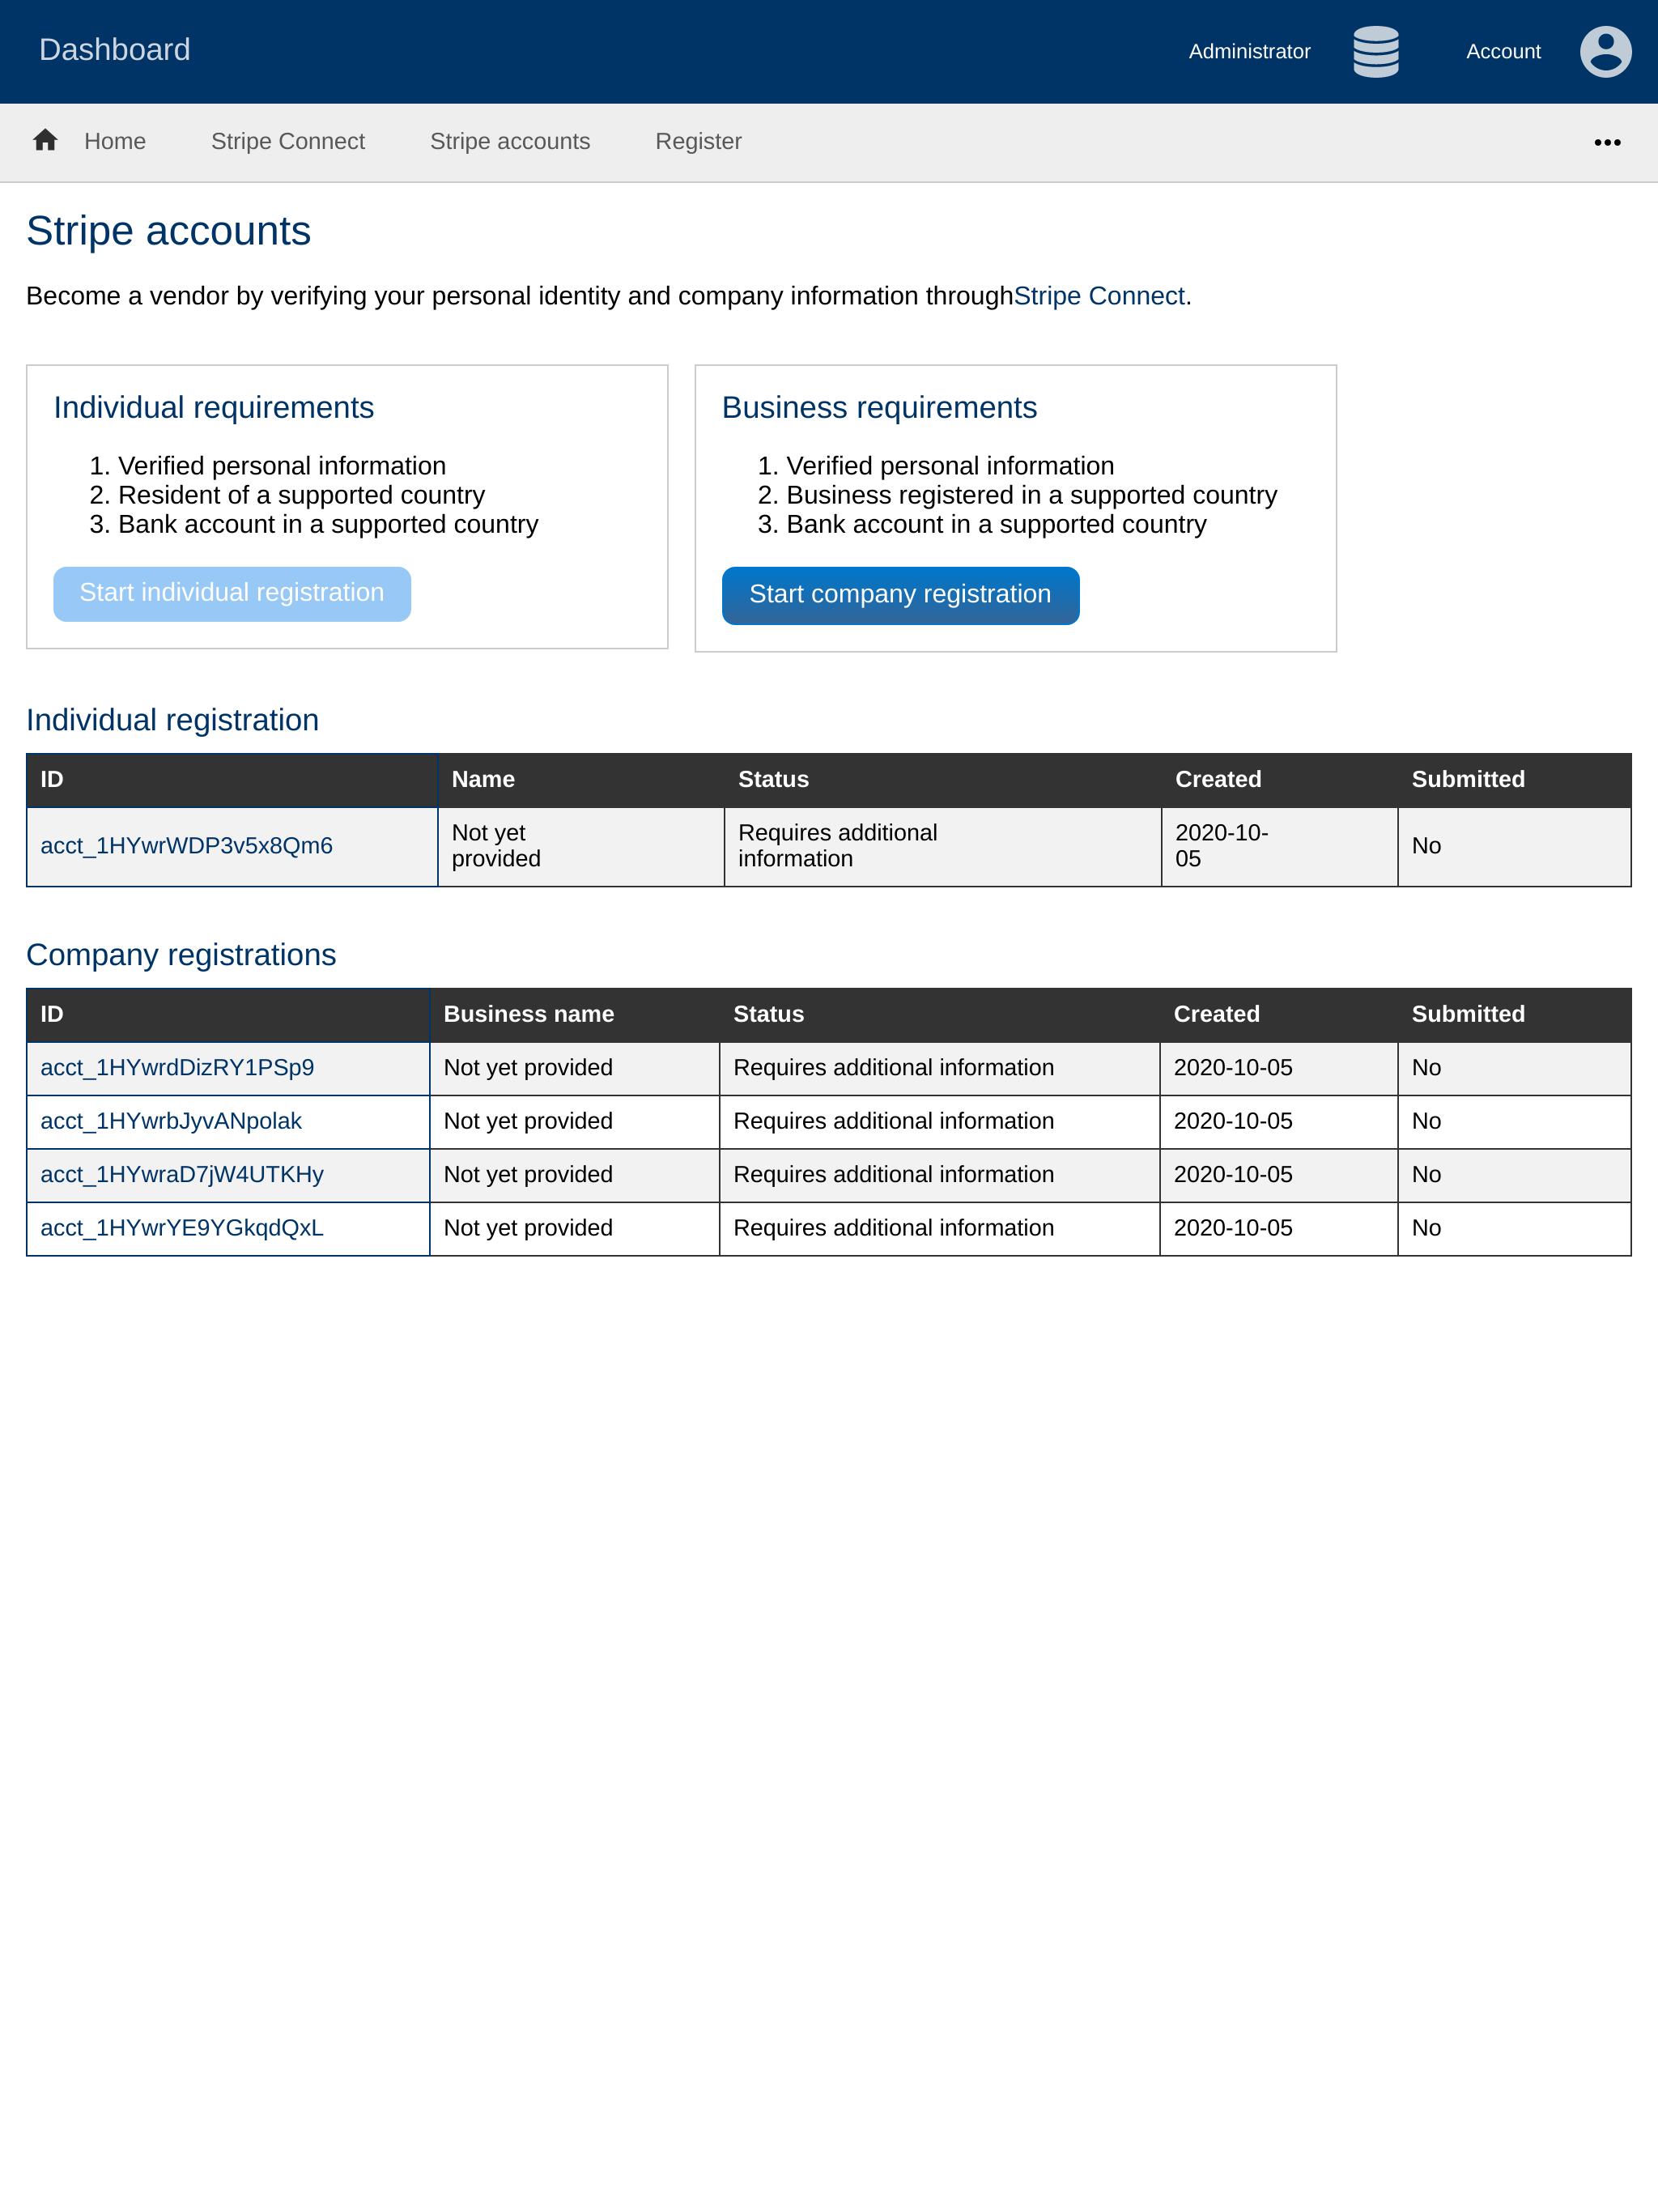 Dashboard Administrator Account
Home Stripe Connect Stripe accounts Register
Stripe accounts
Become a vendor by verifying your personal identity and company information throughStripe Connect.
Individual requirements
1. Verified personal information
2. Resident of a supported country
3. Bank account in a supported country
Start individual registration
Business requirements
1. Verified personal information
2. Business registered in a supported country
3. Bank account in a supported country
Start company registration
Individual registration
ID Name Status Created Submitted
acct_1HYwrWDP3v5x8Qm6 Not yet provided Requires additional information 2020-10-05 No
Company registrations
ID Business name Status Created Submitted
acct_1HYwrdDizRY1PSp9 Not yet provided Requires additional information 2020-10-05 No
acct_1HYwrbJyvANpolak Not yet provided Requires additional information 2020-10-05 No
acct_1HYwraD7jW4UTKHy Not yet provided Requires additional information 2020-10-05 No
acct_1HYwrYE9YGkqdQxL Not yet provided Requires additional information 2020-10-05 No